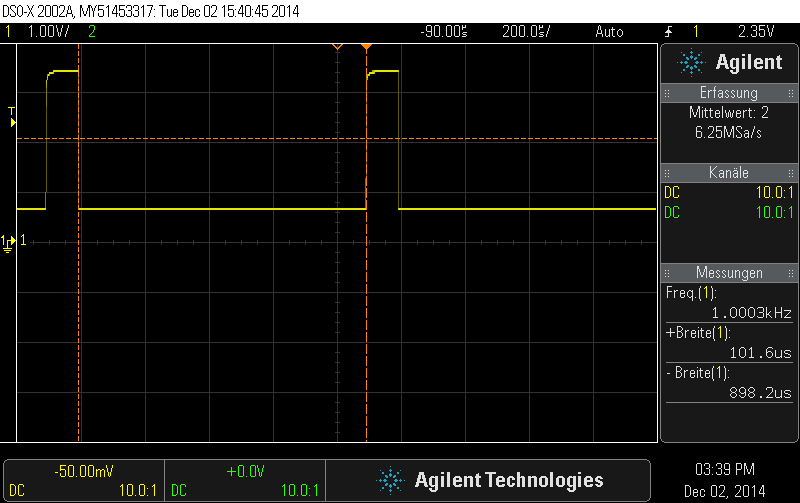 DSO-X 2002A, MY51453317: Tue Dec 02 15:40:45 2014
1 1.00V/ 2 -90.00us 200.0s/ Auto 1 2.35V
Agilent
Erfassung
Mittelwert: 2
6.25MSa/s
Kanäle
DC 10.0:1
DC 10.0:1
Messungen
Freq.(1):
1.0003kHz
+Breite(1):
101.6us
- Breite(1):
898.2us
T
1 1
-50.00mV
DC 10.0:1
+0.0V
DC 10.0:1
Agilent Technologies
03:39 PM
Dec 02, 2014